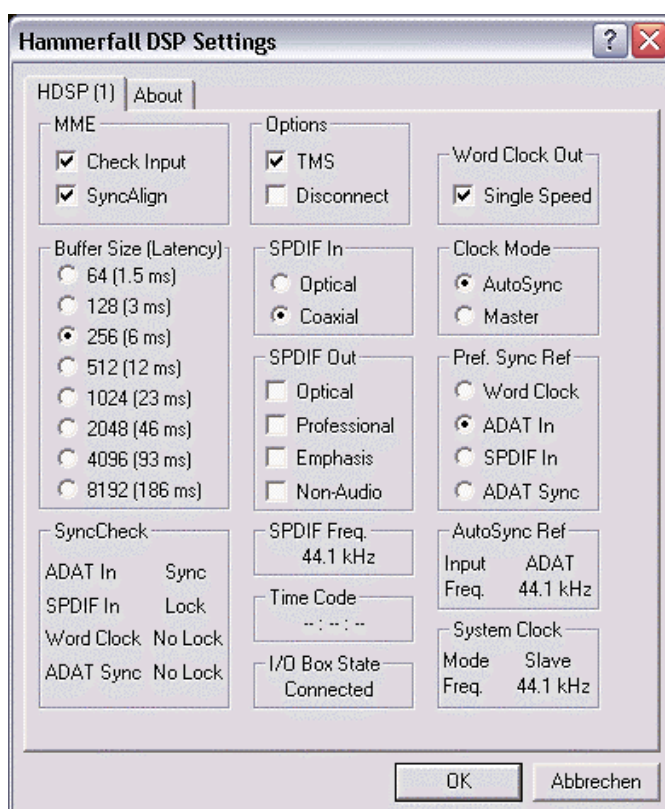 Hammerfall DSP Settings
HDSP (1) About
MME
Check Input
SyncAlign
Options
TMS
Disconnect
Word Clock Out
Single Speed
Buffer Size (Latency)
64 (1.5 ms)
128 (3 ms)
256 (6 ms)
512 (12 ms)
1024 (23 ms)
2048 (46 ms)
4096 (93 ms)
8192 (186 ms)
SPDIF In
Optical
Coaxial
Clock Mode
AutoSync
Master
SPDIF Out
Optical
Professional
Emphasis
Non-Audio
Pref. Sync Ref
Word Clock
ADAT In
SPDIF In
ADAT Sync
SyncCheck
ADAT In Sync
SPDIF In Lock
Word Clock No Lock
ADAT Sync No Lock
SPDIF Freq.
44.1 kHz
Time Code
-- : -- : --
I/O Box State
Connected
AutoSync Ref
Input ADAT
Freq. 44.1 kHz
System Clock
Mode Slave
Freq. 44.1 kHz
OK Abbrechen